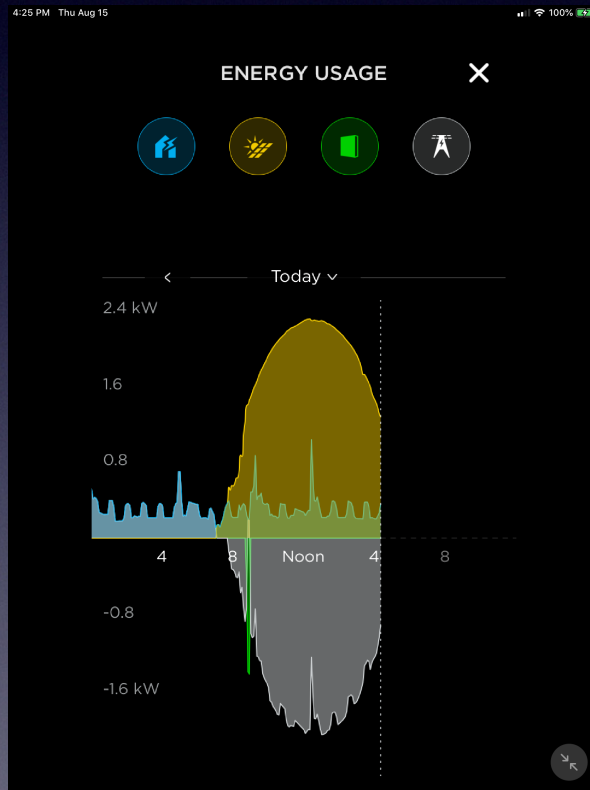 4:25 PM Thu Aug 15 100%
ENERGY USAGE
Today
2.4 kW
1.6
0.8
4 8 Noon 4 8
-0.8
-1.6 kW